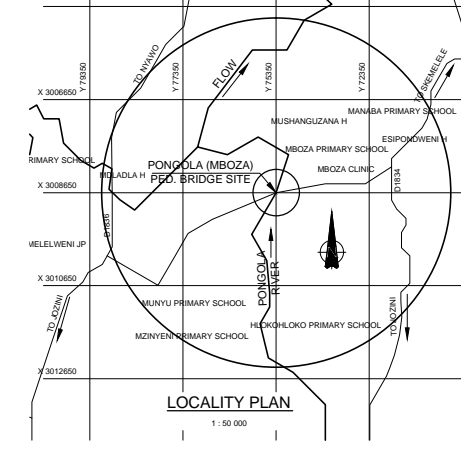 Y 79350
Y 77350
Y 75350
Y 72350
TO NYAWO
FLOW
TO SKEMELELE
X 3006650
MANABA PRIMARY SCHOOL
MUSHANGUZANA H
ESIPONDWENI H
MBOZA PRIMARY SCHOOL
RIMARY SCHOOL
PONGOLA (MBOZA)
PED. BRIDGE SITE
MBOZA CLINIC
MDLADLA H
D1834
X 3008650
D1836
MELELWENI JP
PONGOLA
RIVER
X 3010650
MUNYU PRIMARY SCHOOL
TO JOZINI
HLOKOHLOKO PRIMARY SCHOOL
TO JOZINI
MZINYENI PRIMARY SCHOOL
X 3012650
LOCALITY PLAN
1 : 50 000